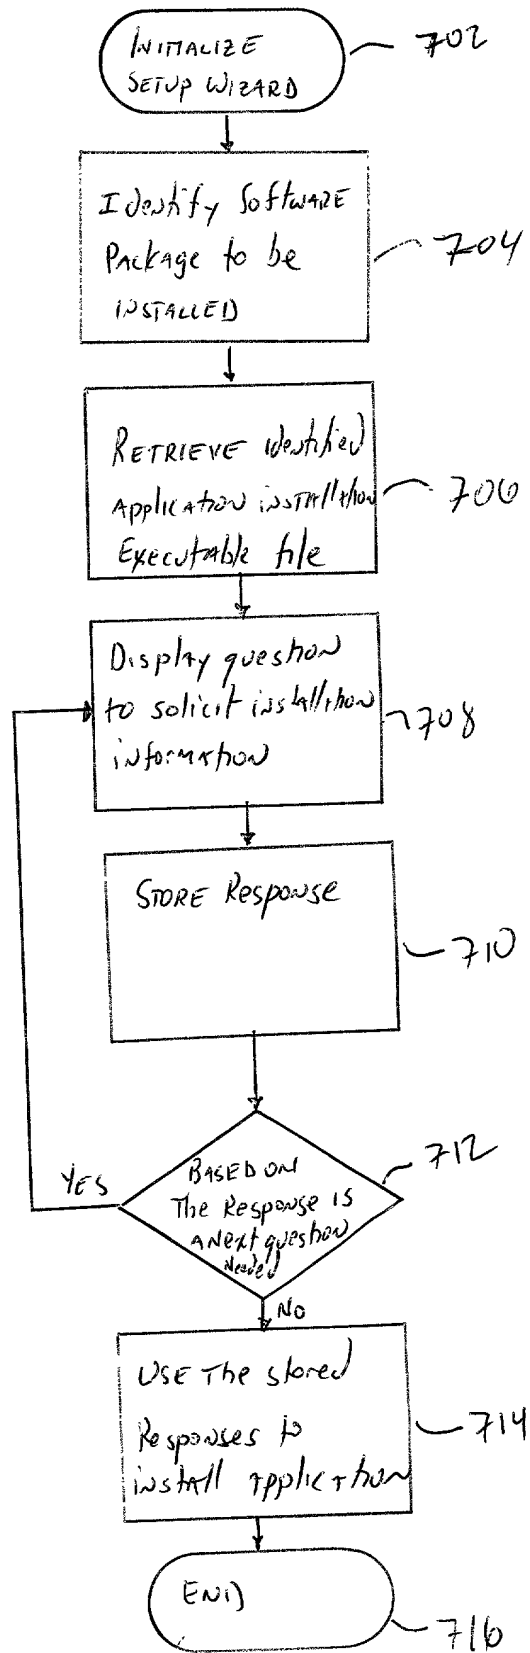 INITIALIZE
702
SETUP WIZARD
Identify Software
Package to be
704
INSTALLED
RETRIEVE identified
Application installation
706
Executable file
Display question
to solicit installation
708
information
STORE Response
710
712
YES
BASED ON
The Response is
a Next question
Needed
NO
USE The stored
Responses to
714
install application
END
716